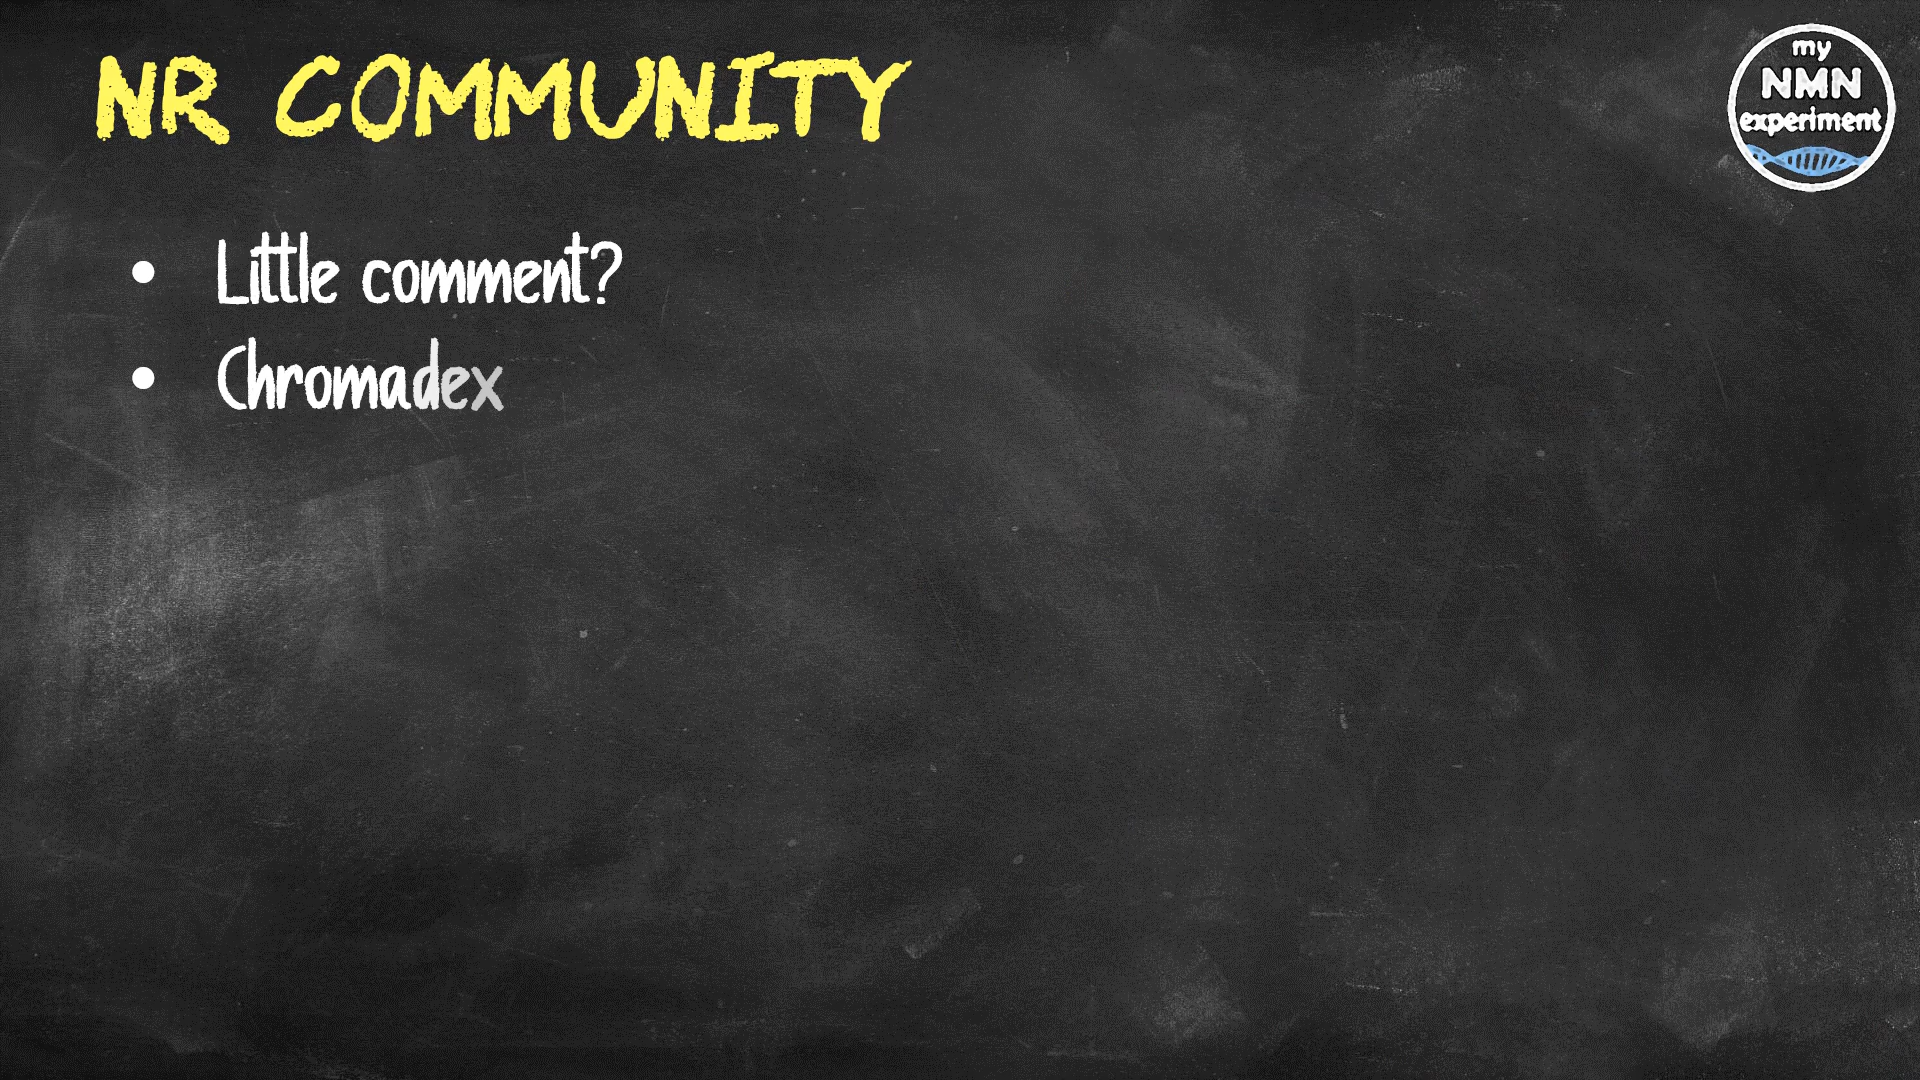 NR COMMUNITY
my
NMN
experiment
• Little comment?
• Chromadex